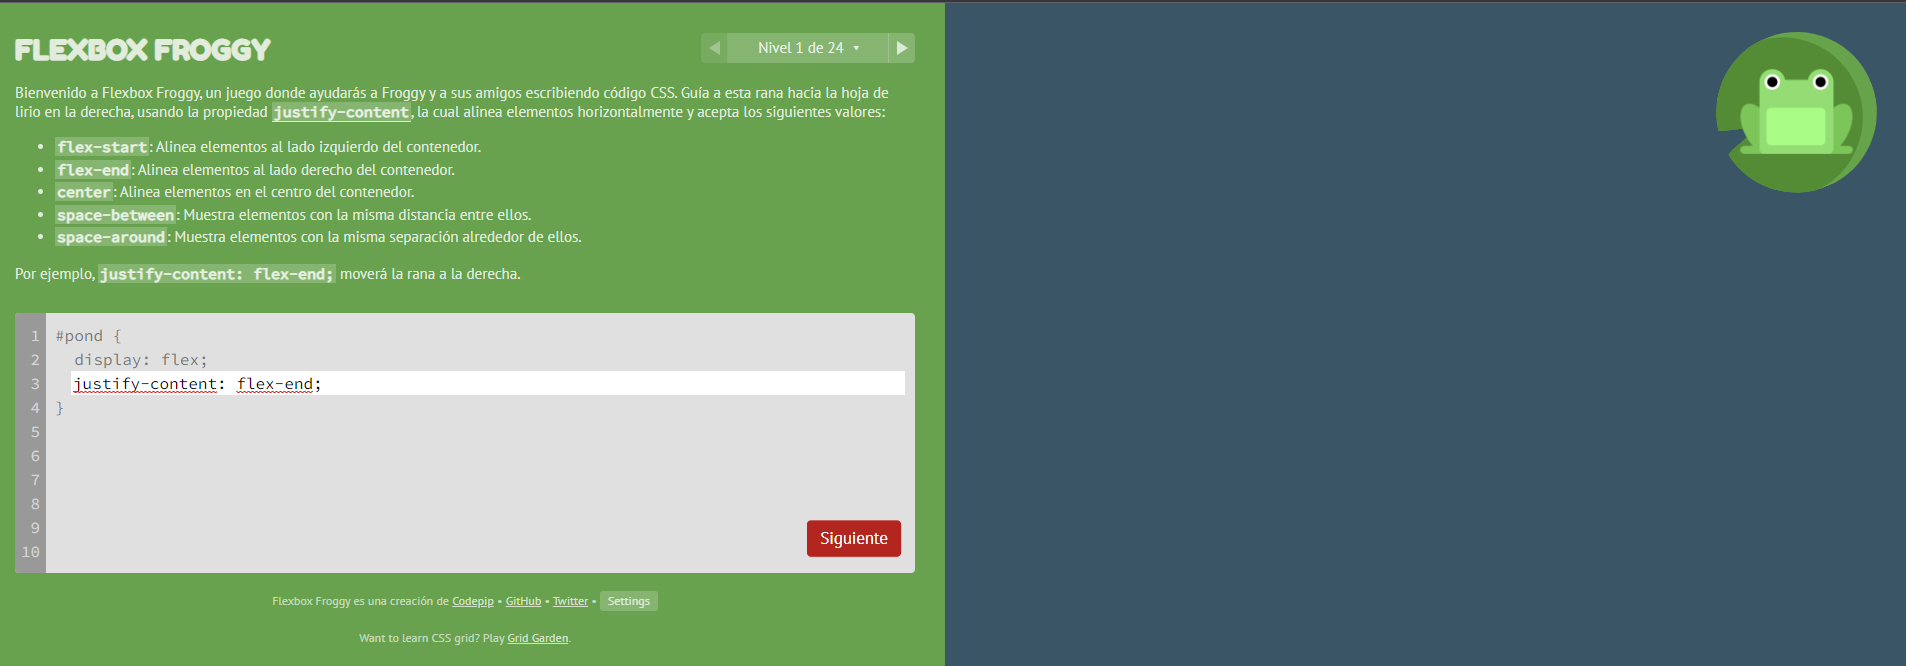 FLEXBOX FROGGY
Nivel 1 de 24
Bienvenido a Flexbox Froggy, un juego donde ayudarás a Froggy y a sus amigos escribiendo código CSS. Guía a esta rana hacia la hoja de
lirio en la derecha, usando la propiedad justify-content, la cual alinea elementos horizontalmente y acepta los siguientes valores:
• flex-start: Alinea elementos al lado izquierdo del contenedor.
• flex-end: Alinea elementos al lado derecho del contenedor.
• center: Alinea elementos en el centro del contenedor.
• space-between: Muestra elementos con la misma distancia entre ellos.
• space-around: Muestra elementos con la misma separación alrededor de ellos.
Por ejemplo, justify-content: flex-end; moverá la rana a la derecha.
1 #pond {
2 display: flex;
3 justify-content: flex-end;
4 }
5
6
7
8
9
10
Siguiente
Flexbox Froggy es una creación de Codepip • GitHub • Twitter • Settings
Want to learn CSS grid? Play Grid Garden.